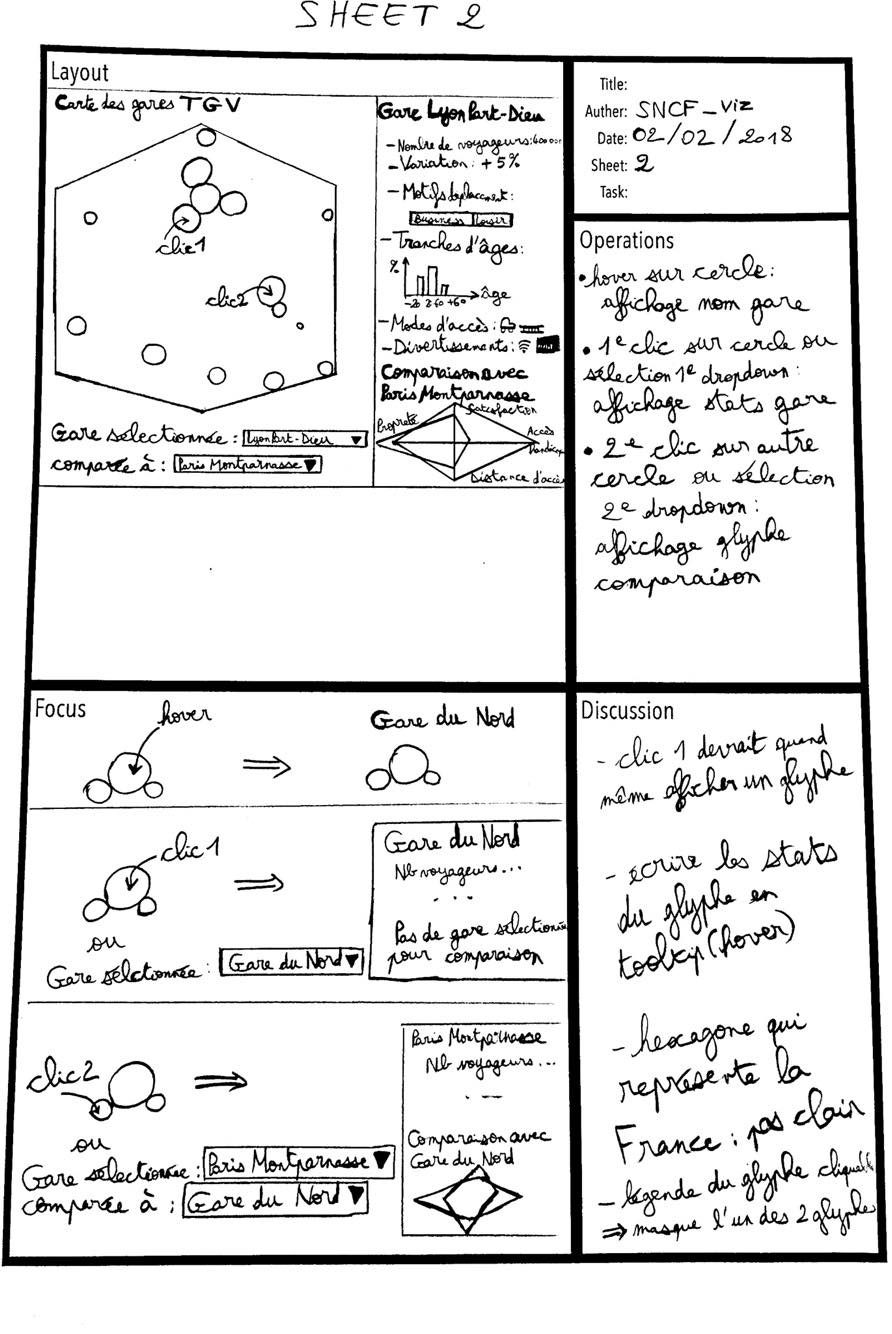 SHEET 2
Layout
Carte des gares TGV
clic1
clic2
Gare sélectionnée : Lyon Part-Dieu ▼
comparée à : Paris Montparnasse ▼
Gare Lyon Part-Dieu
- Nombre de voyageurs:
- Variation : + 5%
- Motifs déplacement:
Business Loisir
- Tranches d'âges:
%
âge
- Modes d'accès :
- Divertissements :
Comparaison avec
Paris Montparnasse
Satisfaction
Propreté
Accès
Handicap
Distance d'accès
Title:
Auther: SNCF_Viz
Date: 02/02/2018
Sheet: 2
Task:
Operations
• hover sur cercle:
affichage nom gare
• 1e clic sur cercle ou
sélection 1e dropdown:
affichage stats gare
• 2e clic sur autre
cercle ou sélection
2e dropdown:
affichage glyphe
comparaison
Focus
hover
⇒
Gare du Nord
clic1
⇒
ou
Gare sélctionnée : Gare du Nord ▼
Gare du Nord
Nb voyageurs...
...
Pas de gare sélectionnée
pour comparaison
clic2
⇒
ou
Gare sélectionnée : Paris Montparnasse ▼
comparée à : Gare du Nord ▼
Paris Montparnasse
Nb voyageurs...
Comparaison avec
Gare du Nord
Discussion
- clic 1 devrait quand
même afficher un glyphe
- écrire les stats
du glyphe en
tooltip (hover)
- hexagone qui
représente la
France : pas clair
- légende du glyphe cliquable
⇒ masque l'un des 2 glyphes